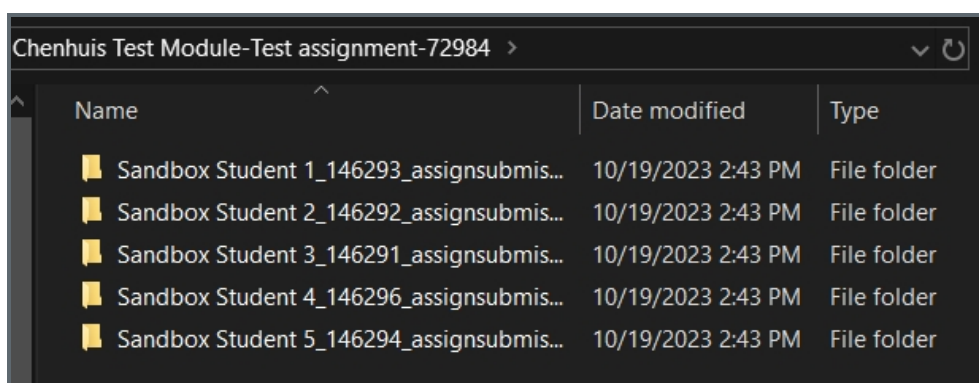 Chenhuis Test Module-Test assignment-72984 >
Name Date modified Type
Sandbox Student 1_146293_assignsubmis... 10/19/2023 2:43 PM File folder
Sandbox Student 2_146292_assignsubmis... 10/19/2023 2:43 PM File folder
Sandbox Student 3_146291_assignsubmis... 10/19/2023 2:43 PM File folder
Sandbox Student 4_146296_assignsubmis... 10/19/2023 2:43 PM File folder
Sandbox Student 5_146294_assignsubmis... 10/19/2023 2:43 PM File folder